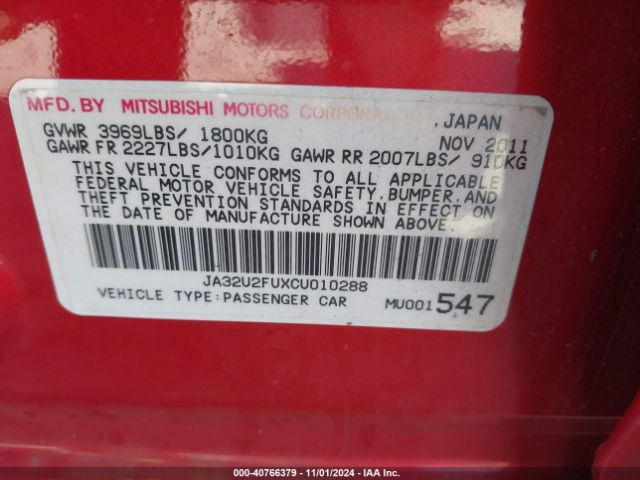 MFD. BY MITSUBISHI MOTORS CORPORATION , JAPAN
GVWR 3969LBS/ 1800KG NOV 2011
GAWR FR 2227LBS/1010KG GAWR RR 2007LBS/ 910KG
THIS VEHICLE CONFORMS TO ALL APPLICABLE
FEDERAL MOTOR VEHICLE SAFETY, BUMPER, AND
THEFT PREVENTION STANDARDS IN EFFECT ON
THE DATE OF MANUFACTURE SHOWN ABOVE.
JA32U2FUXCU010288
VEHICLE TYPE:PASSENGER CAR MU001547
000-40766379 - 11/01/2024 - IAA Inc.